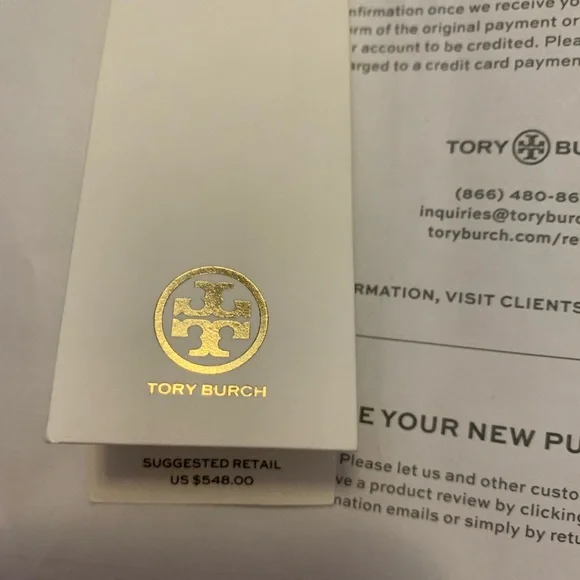 nfirmation once we receive yo
rm of the original payment or
r account to be credited. Plea
arged to a credit card paymen
TORY BU
(866) 480-86
inquiries@toryburc
toryburch.com/re
RMATION, VISIT CLIENTS
E YOUR NEW PU
Please let us and other custo
ve a product review by clicking
nation emails or simply by retu
TORY BURCH
SUGGESTED RETAIL
US $548.00